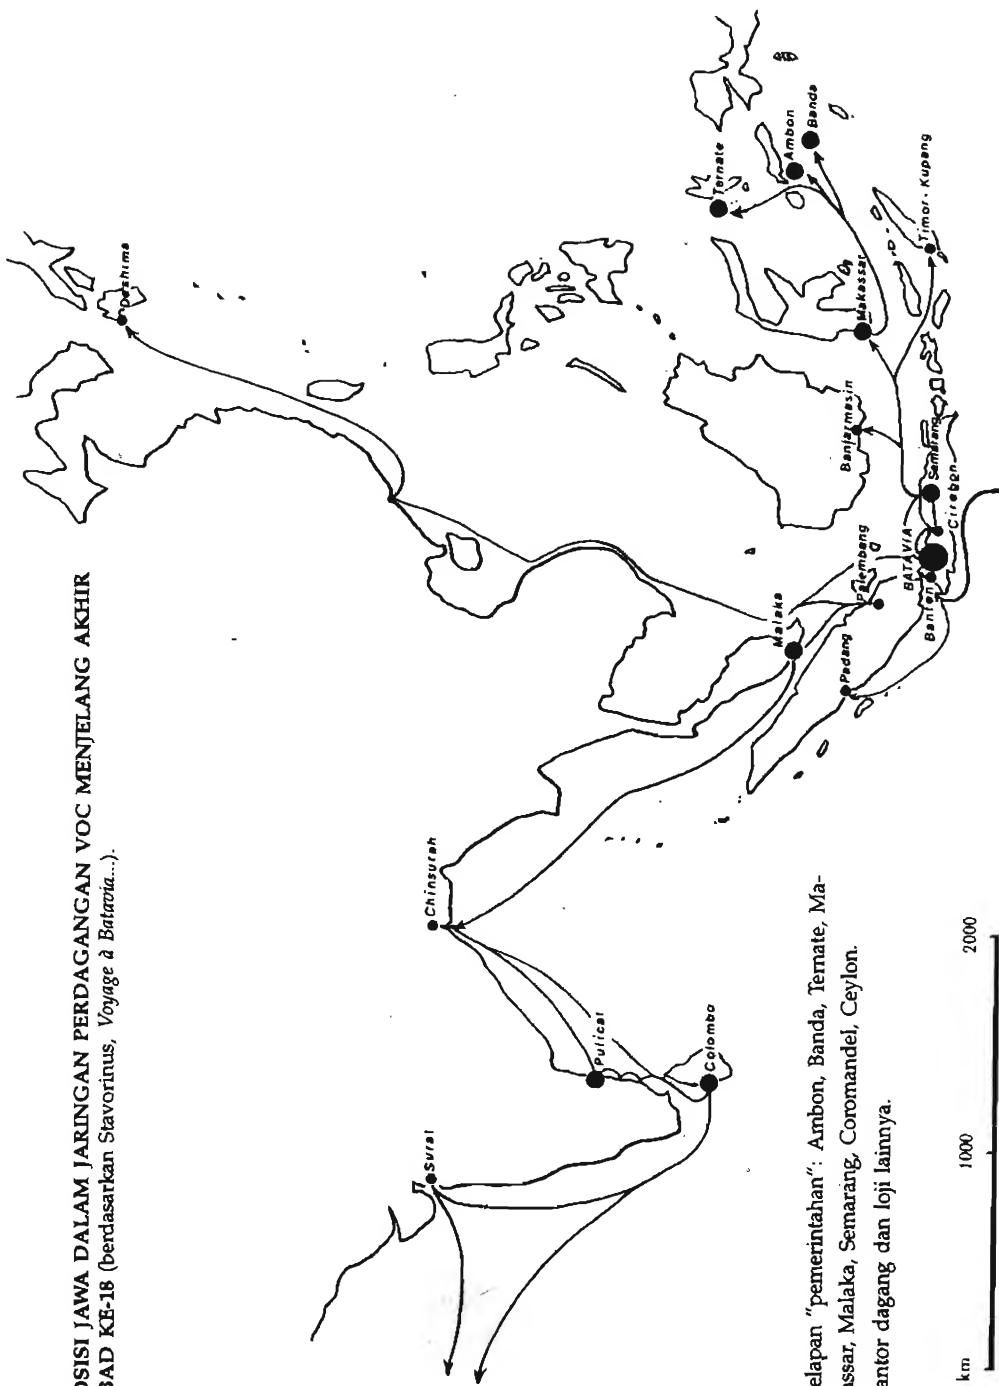 OSISI JAWA DALAM JARINGAN PERDAGANGAN VOC MENJELANG AKHIR
BAD KE-18 (berdasarkan Stavorinus, Voyage à Batavia...).
Deshima
Chinsurah
Surat
Pulicat
Colombo
Malaka
Padang
Palembang
BATAVIA
Banten
Cirebon
Semarang
Banjarmasin
Makassar
Ternate
Ambon
Banda
Timor-Kupang
elapan "pemerintahan": Ambon, Banda, Ternate, Ma-
assar, Malaka, Semarang, Coromandel, Ceylon.
antor dagang dan loji lainnya.
km 1000 2000